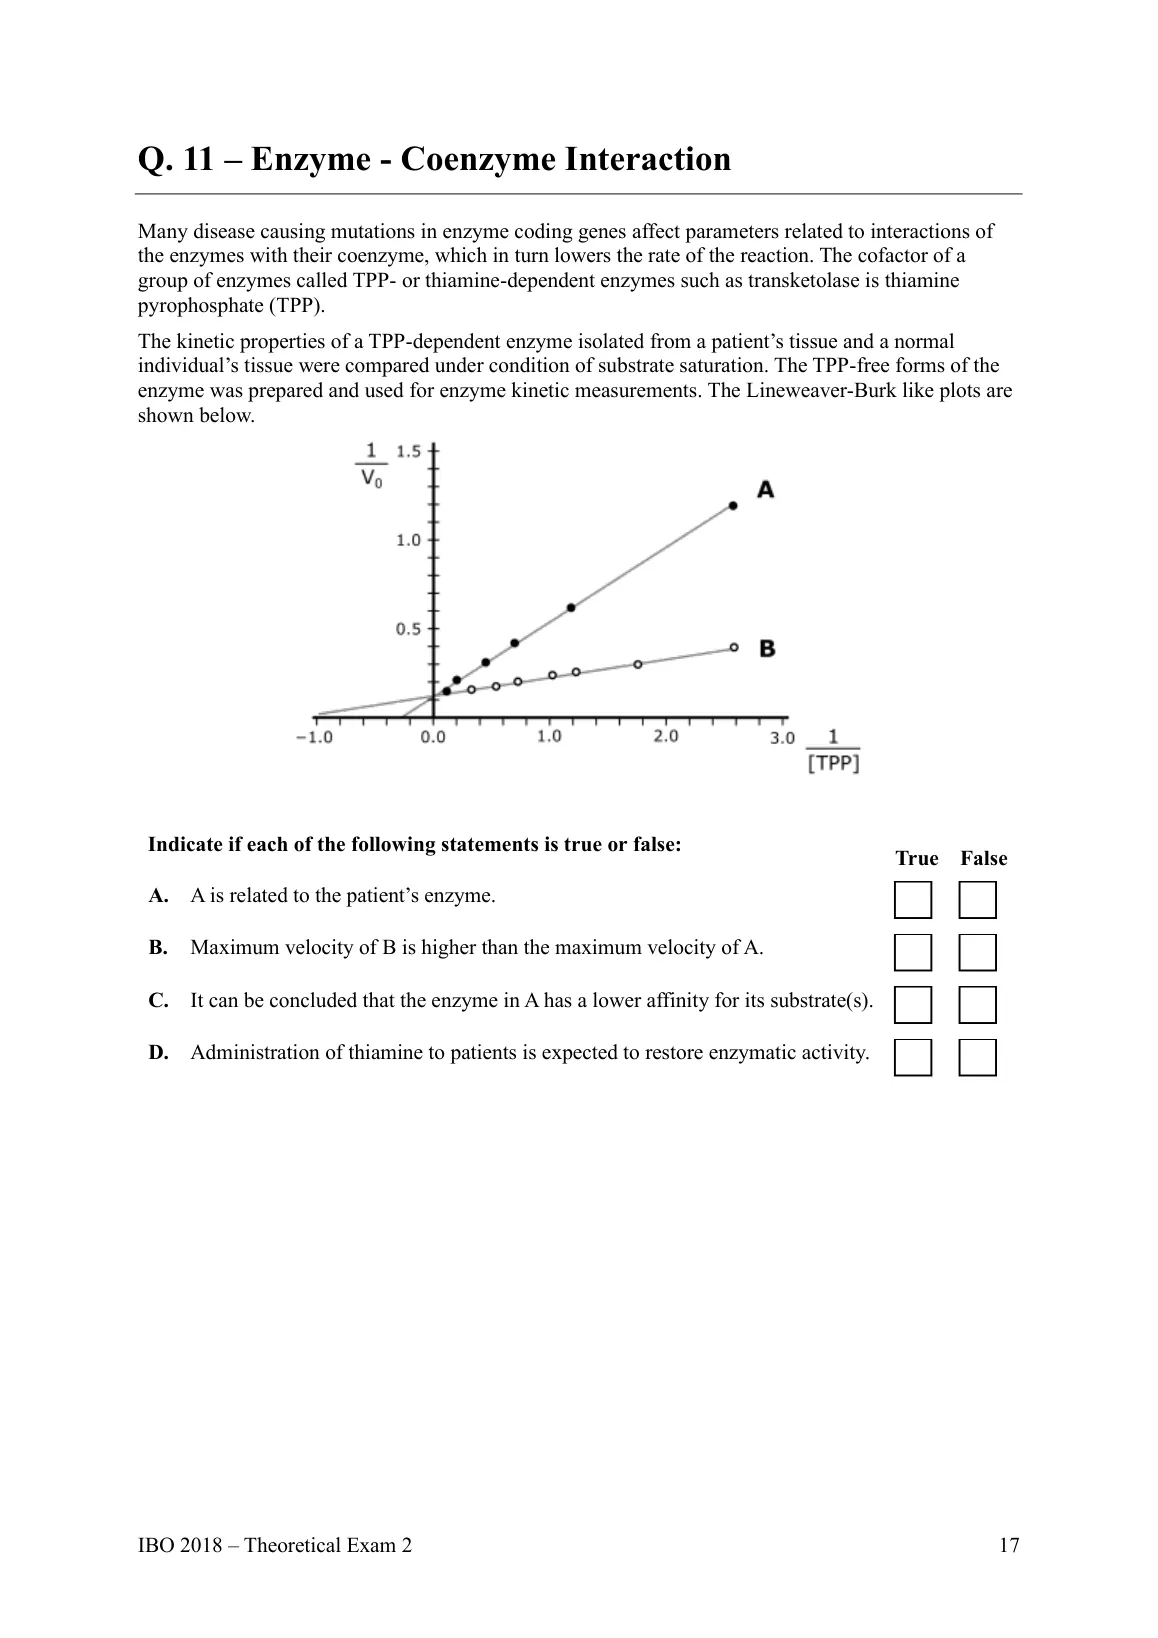 Q. 11 – Enzyme - Coenzyme Interaction
Many disease causing mutations in enzyme coding genes affect parameters related to interactions of
the enzymes with their coenzyme, which in turn lowers the rate of the reaction. The cofactor of a
group of enzymes called TPP- or thiamine-dependent enzymes such as transketolase is thiamine
pyrophosphate (TPP).
The kinetic properties of a TPP-dependent enzyme isolated from a patient’s tissue and a normal
individual’s tissue were compared under condition of substrate saturation. The TPP-free forms of the
enzyme was prepared and used for enzyme kinetic measurements. The Lineweaver-Burk like plots are
shown below.
1
V₀
1.5
A
1.0
0.5
B
−1.0 0.0 1.0 2.0 3.0
1
[TPP]
Indicate if each of the following statements is true or false:
True False
A. A is related to the patient’s enzyme.
B. Maximum velocity of B is higher than the maximum velocity of A.
C. It can be concluded that the enzyme in A has a lower affinity for its substrate(s).
D. Administration of thiamine to patients is expected to restore enzymatic activity.
IBO 2018 – Theoretical Exam 2 17